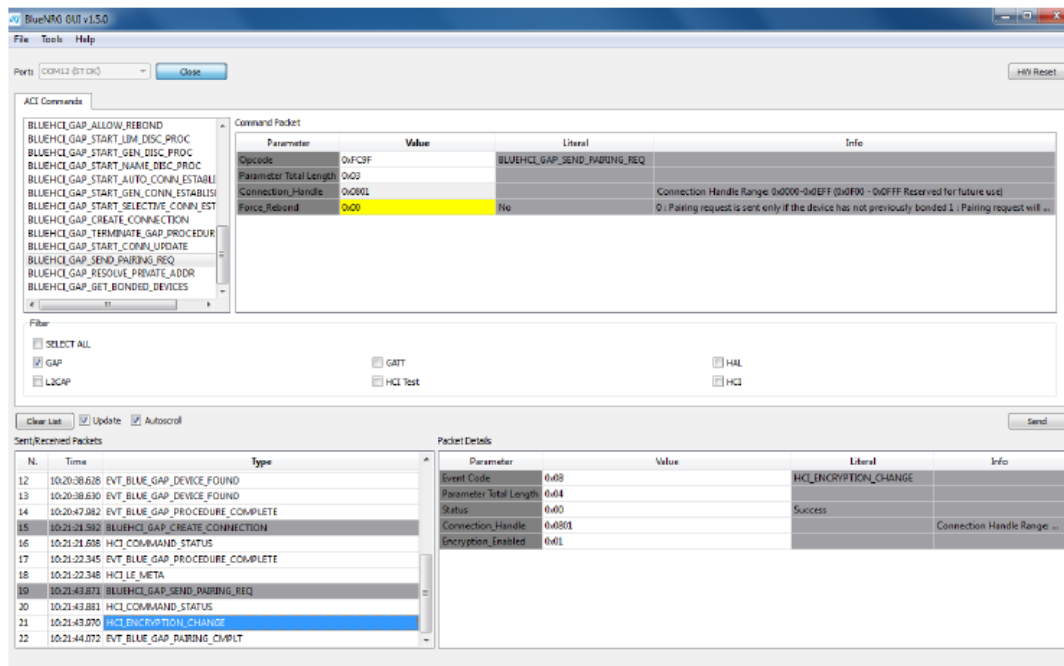 BlueNRG GUI v1.5.0
File Tools Help
Port: COM12 (ST DK) Close HW Reset
ACI Commands
BLUEHCI_GAP_ALLOW_REBOND
BLUEHCI_GAP_START_LIM_DISC_PROC
BLUEHCI_GAP_START_GEN_DISC_PROC
BLUEHCI_GAP_START_NAME_DISC_PROC
BLUEHCI_GAP_START_AUTO_CONN_ESTABLI
BLUEHCI_GAP_START_GEN_CONN_ESTABLIS
BLUEHCI_GAP_START_SELECTIVE_CONN_EST
BLUEHCI_GAP_CREATE_CONNECTION
BLUEHCI_GAP_TERMINATE_GAP_PROCEDUR
BLUEHCI_GAP_START_CONN_UPDATE
BLUEHCI_GAP_SEND_PAIRING_REQ
BLUEHCI_GAP_RESOLVE_PRIVATE_ADDR
BLUEHCI_GAP_GET_BONDED_DEVICES
Command Packet
Parameter Value Literal Info
Opcode 0xFC9F BLUEHCI_GAP_SEND_PAIRING_REQ
Parameter Total Length 0x03
Connection_Handle 0x0801 Connection Handle Range: 0x0000-0x0EFF (0x0F00 - 0x0FFF Reserved for future use)
Force_Rebond 0x00 No 0 : Pairing request is sent only if the device has not previously bonded 1 : Pairing request will ...
Filter
SELECT ALL
GAP GATT HAL
L2CAP HCI Test HCI
Clear List Update Autoscroll Send
Sent/Received Packets
N. Time Type
12 10:20:38.628 EVT_BLUE_GAP_DEVICE_FOUND
13 10:20:38.630 EVT_BLUE_GAP_DEVICE_FOUND
14 10:20:47.982 EVT_BLUE_GAP_PROCEDURE_COMPLETE
15 10:21:21.592 BLUEHCI_GAP_CREATE_CONNECTION
16 10:21:21.608 HCI_COMMAND_STATUS
17 10:21:22.345 EVT_BLUE_GAP_PROCEDURE_COMPLETE
18 10:21:22.348 HCI_LE_META
19 10:21:43.871 BLUEHCI_GAP_SEND_PAIRING_REQ
20 10:21:43.881 HCI_COMMAND_STATUS
21 10:21:43.970 HCI_ENCRYPTION_CHANGE
22 10:21:44.072 EVT_BLUE_GAP_PAIRING_CMPLT
Packet Details
Parameter Value Literal Info
Event Code 0x08 HCI_ENCRYPTION_CHANGE
Parameter Total Length 0x04
Status 0x00 Success
Connection_Handle 0x0801 Connection Handle Range: ...
Encryption_Enabled 0x01